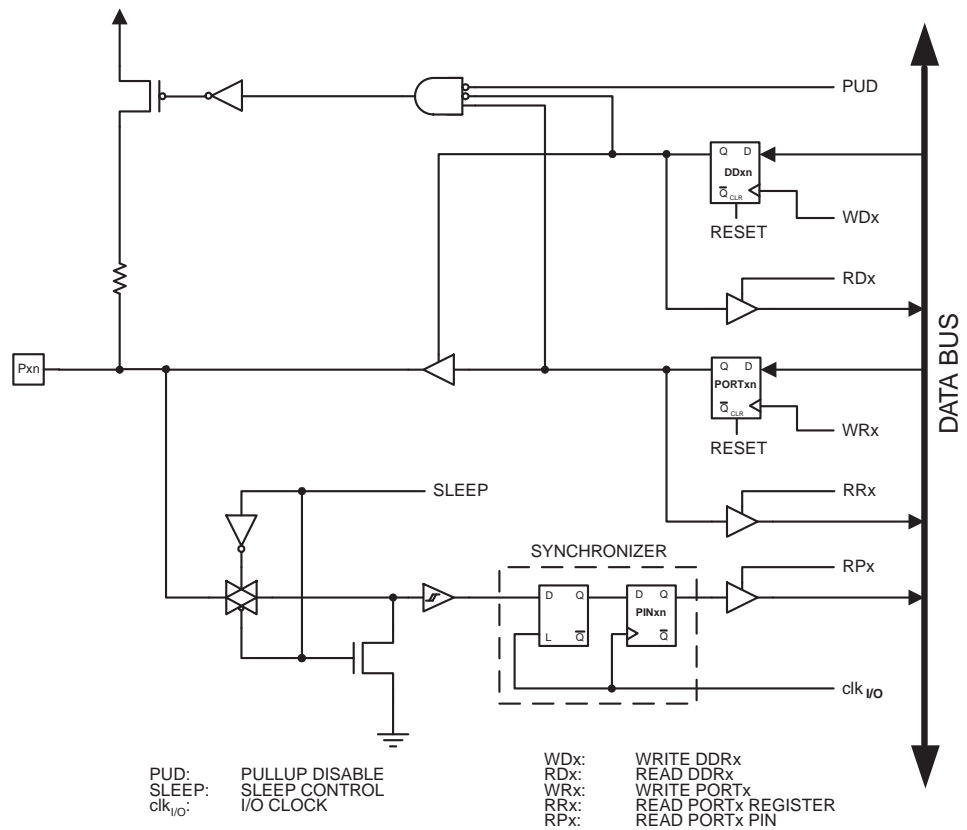 PUD
Q D
DDxn
Q CLR
WDx
RESET
RDx
DATA BUS
Pxn
Q D
PORTxn
Q CLR
WRx
RESET
SLEEP
RRx
SYNCHRONIZER
RPx
D Q
L Q
D Q
PINxn
Q
clk I/O
PUD: PULLUP DISABLE
SLEEP: SLEEP CONTROL
clkI/O: I/O CLOCK
WDx: WRITE DDRx
RDx: READ DDRx
WRx: WRITE PORTx
RRx: READ PORTx REGISTER
RPx: READ PORTx PIN